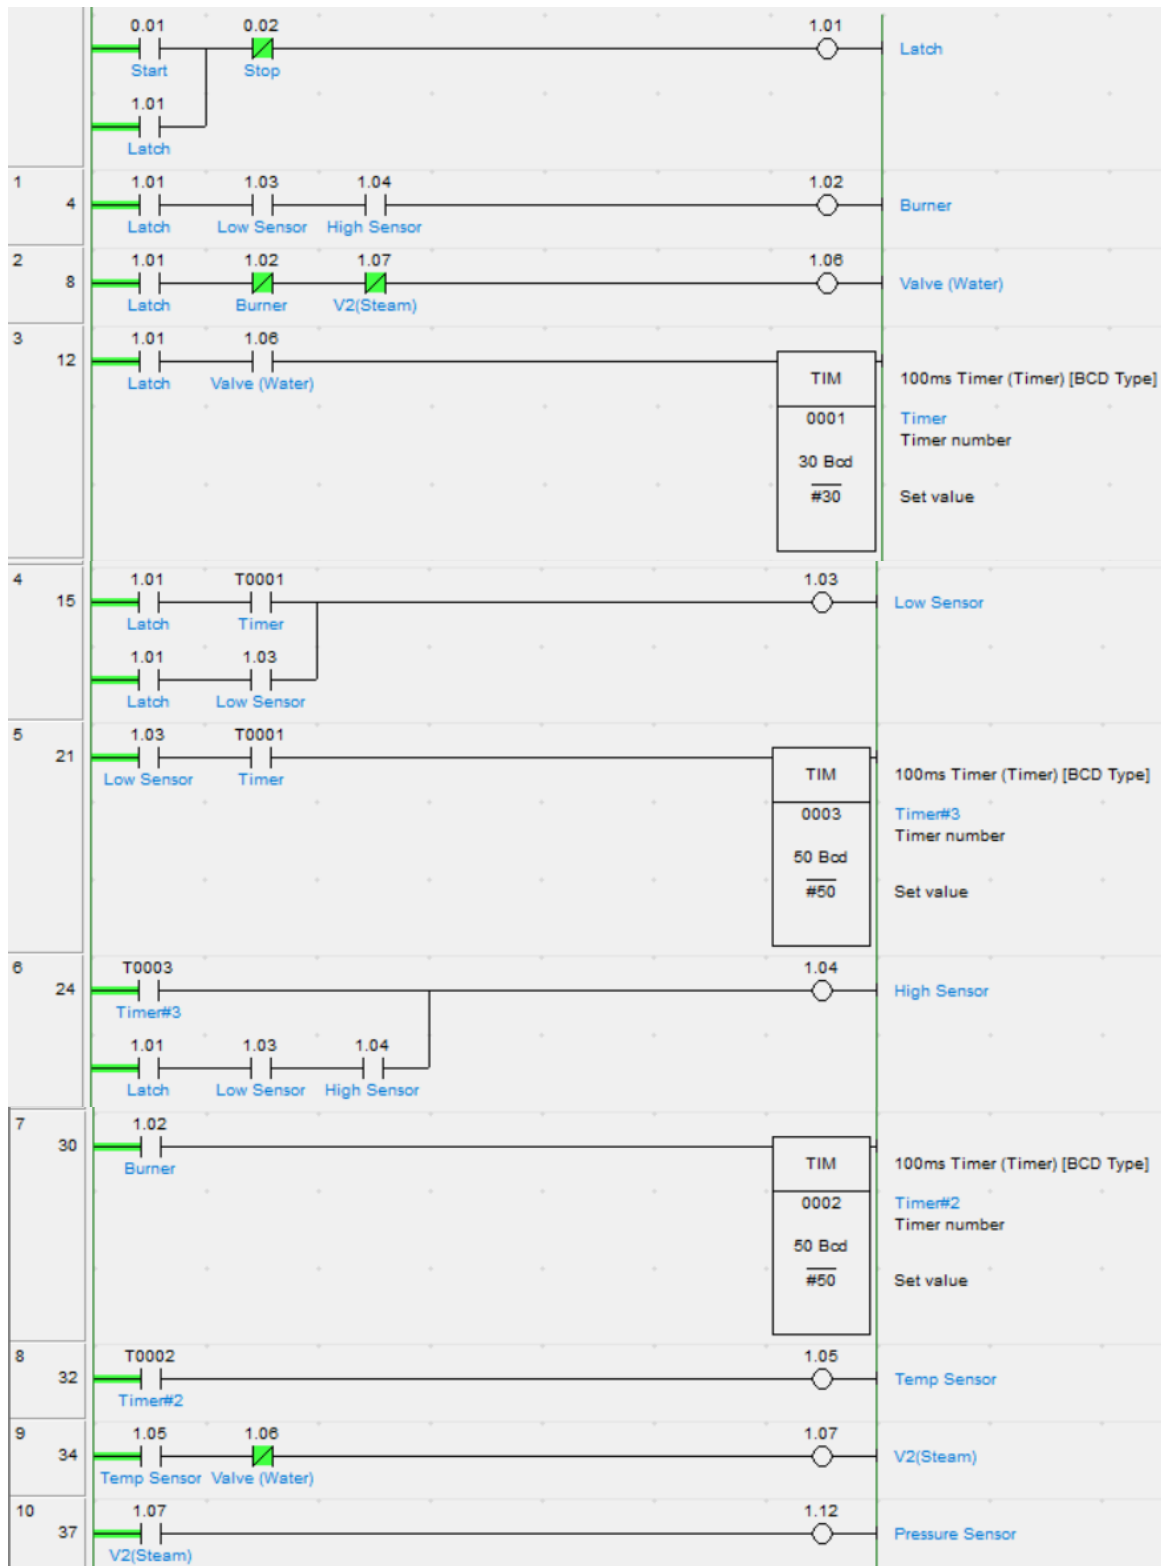 0.01 0.02 1.01
Latch
Start Stop
1.01
Latch
1 1.01 1.03 1.04 1.02
4 Burner
Latch Low Sensor High Sensor
2 1.01 1.02 1.07 1.06
8 Valve (Water)
Latch Burner V2(Steam)
3 1.01 1.06
12
Latch Valve (Water)
TIM 100ms Timer (Timer) [BCD Type]
0001 Timer
Timer number
30 Bcd
#30 Set value
4 1.01 T0001 1.03
15 Low Sensor
Latch Timer
1.01 1.03
Latch Low Sensor
5 1.03 T0001
21
Low Sensor Timer
TIM 100ms Timer (Timer) [BCD Type]
0003 Timer#3
Timer number
50 Bcd
#50 Set value
6 T0003 1.04
24 High Sensor
Timer#3
1.01 1.03 1.04
Latch Low Sensor High Sensor
7 1.02
30
Burner
TIM 100ms Timer (Timer) [BCD Type]
0002 Timer#2
Timer number
50 Bcd
#50 Set value
8 T0002 1.05
32 Temp Sensor
Timer#2
9 1.05 1.06 1.07
34 V2(Steam)
Temp Sensor Valve (Water)
10 1.07 1.12
37 Pressure Sensor
V2(Steam)